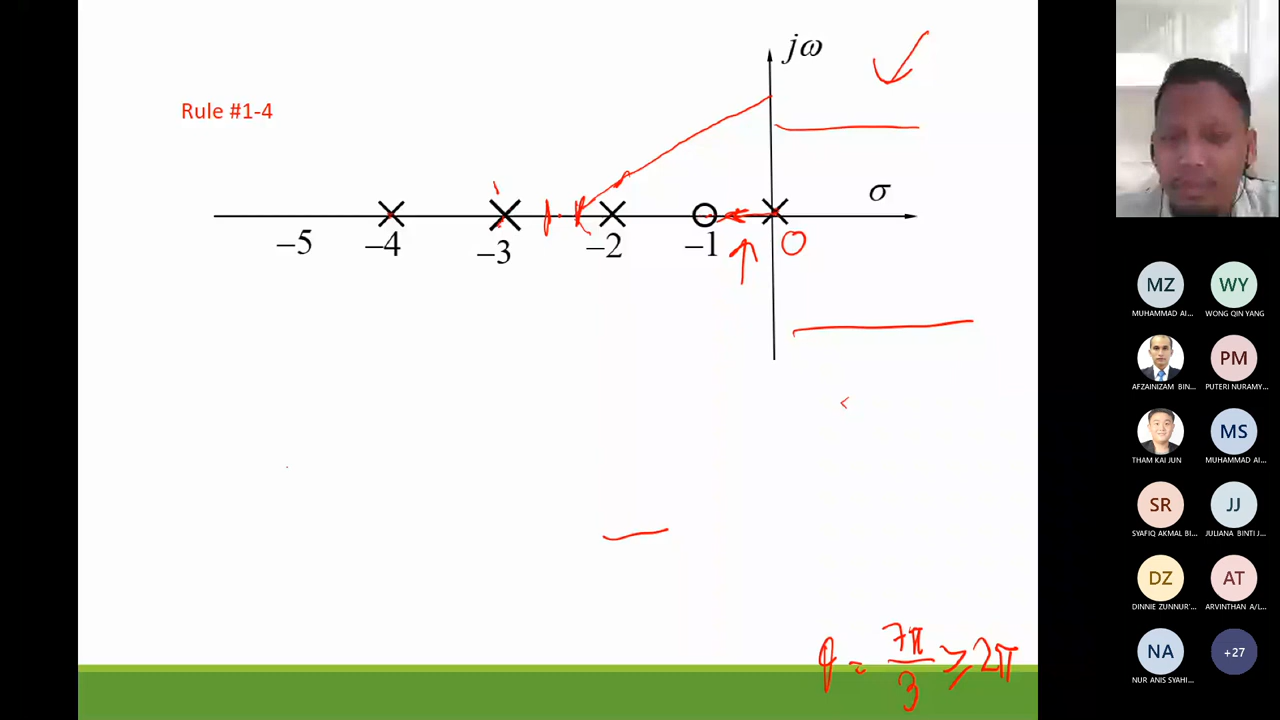 Rule #1-4
jω
σ
−5
−4
−3
−2
−1
0
= 7π/3 ≥ 2π
MZ
MUHAMMAD AI...
WY
WONG QIN YANG
AFZAINIZAM BIN...
PM
PUTERI NURAMY...
THAM KAI JUN
MS
MUHAMMAD AI...
SR
SYAFIQ AKMAL BI...
JJ
JULIANA BINTI J...
DZ
DINNIE ZUNNUR'...
AT
ARVINTHAN A/L...
NA
NUR ANIS SYAHI...
+27